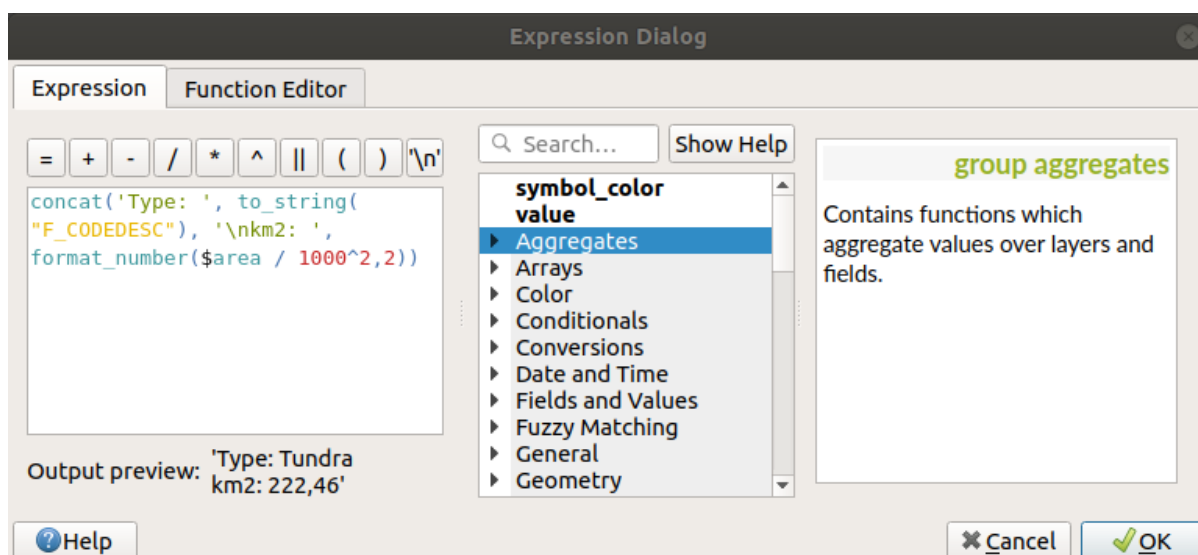 Expression Dialog
Expression
Function Editor
= + - / * ^ || ( ) '\n'
concat('Type: ', to_string(
"F_CODEDESC"), '\nkm2: ',
format_number($area / 1000^2,2))
Output preview: 'Type: Tundra
km2: 222,46'
Search...
Show Help
symbol_color
value
Aggregates
Arrays
Color
Conditionals
Conversions
Date and Time
Fields and Values
Fuzzy Matching
General
Geometry
group aggregates
Contains functions which
aggregate values over layers and
fields.
Help
Cancel
OK